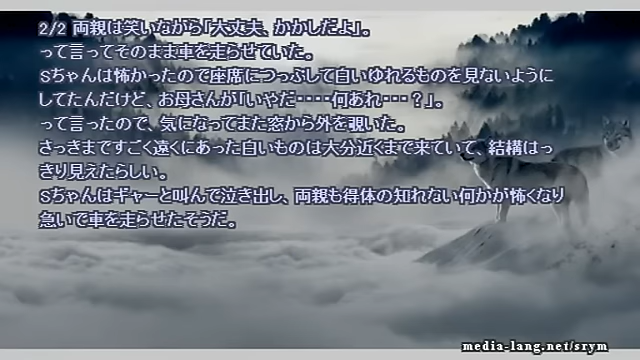 2/2 両親は笑いながら「大丈夫、かかしだよ」。
って言ってそのまま車を走らせていた。
Sちゃんは怖かったので座席につっぷして白いゆれるものを見ないように
してたんだけど、お母さんが「いやだ・・・・何あれ・・・？」。
って言ったので、気になってまた窓から外を覗いた。
さっきまですごく遠くにあった白いものは大分近くまで来ていて、結構はっ
きり見えたらしい。
Sちゃんはギャーと叫んで泣き出し、両親も得体の知れない何かが怖くなり
急いで車を走らせたそうだ。
media-lang.net/srym